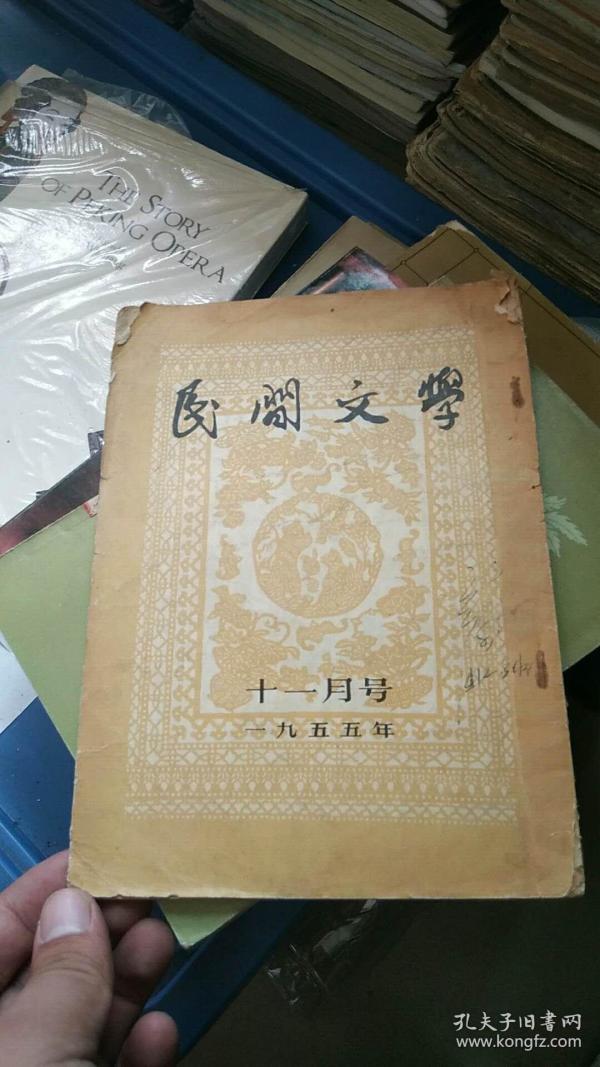 THE STORY
OF PEKING OPERA
民間文學
十一月号
一九五五年
孔夫子旧书网
www.kongfz.com